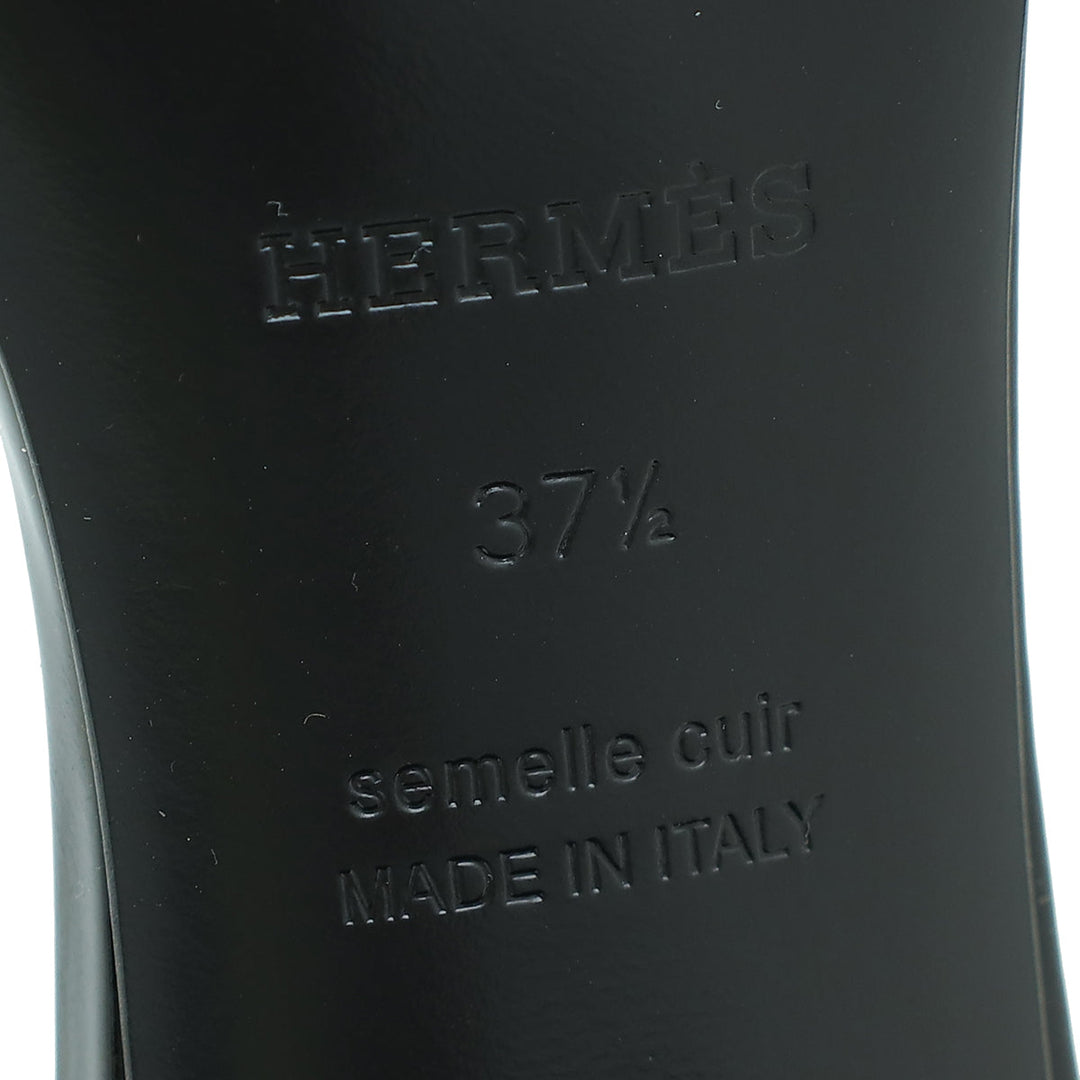 HERMÈS
37½
semelle cuir
MADE IN ITALY